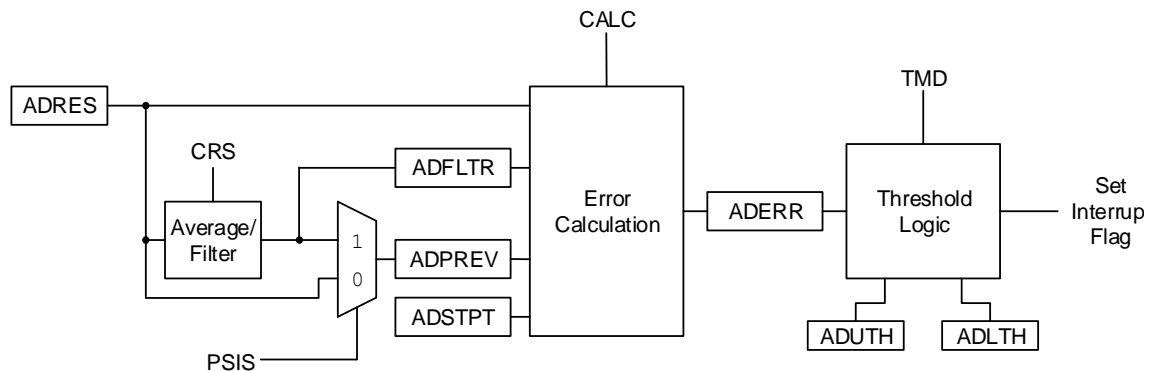 CALC
TMD
ADRES
CRS
ADFLTR
Average/
Filter
1
0
ADPREV
ADSTPT
PSIS
Error
Calculation
ADERR
Threshold
Logic
Set
Interrup
Flag
ADUTH
ADLTH